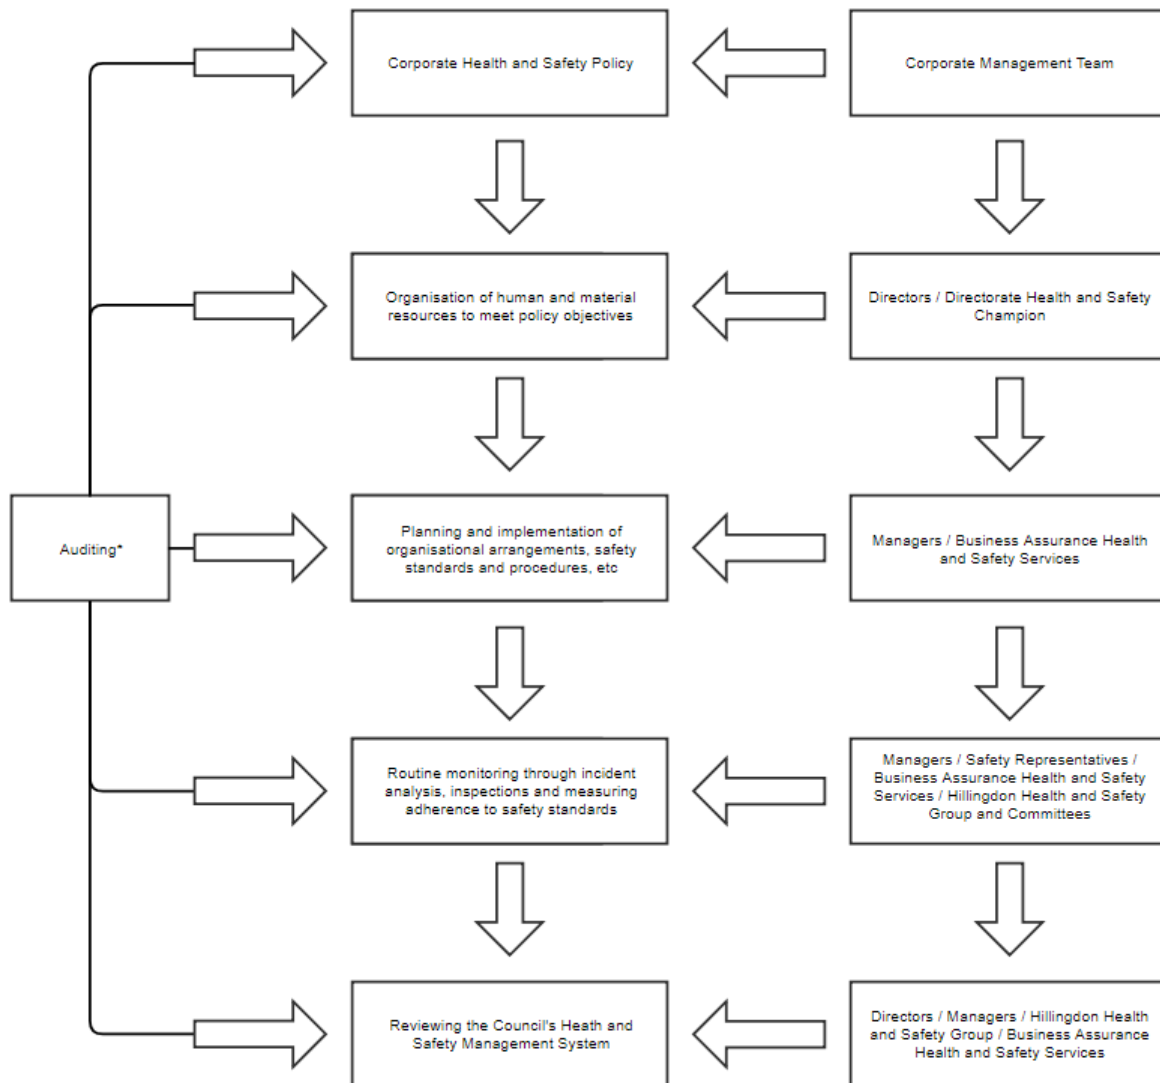 Corporate Health and Safety Policy
Corporate Management Team
Organisation of human and material
resources to meet policy objectives
Directors / Directorate Health and Safety
Champion
Auditing*
Planning and implementation of
organisational arrangements, safety
standards and procedures, etc
Managers / Business Assurance Health
and Safety Services
Routine monitoring through incident
analysis, inspections and measuring
adherence to safety standards
Managers / Safety Representatives /
Business Assurance Health and Safety
Services / Hillingdon Health and Safety
Group and Committees
Reviewing the Council's Heath and
Safety Management System
Directors / Managers / Hillingdon Health
and Safety Group / Business Assurance
Health and Safety Services